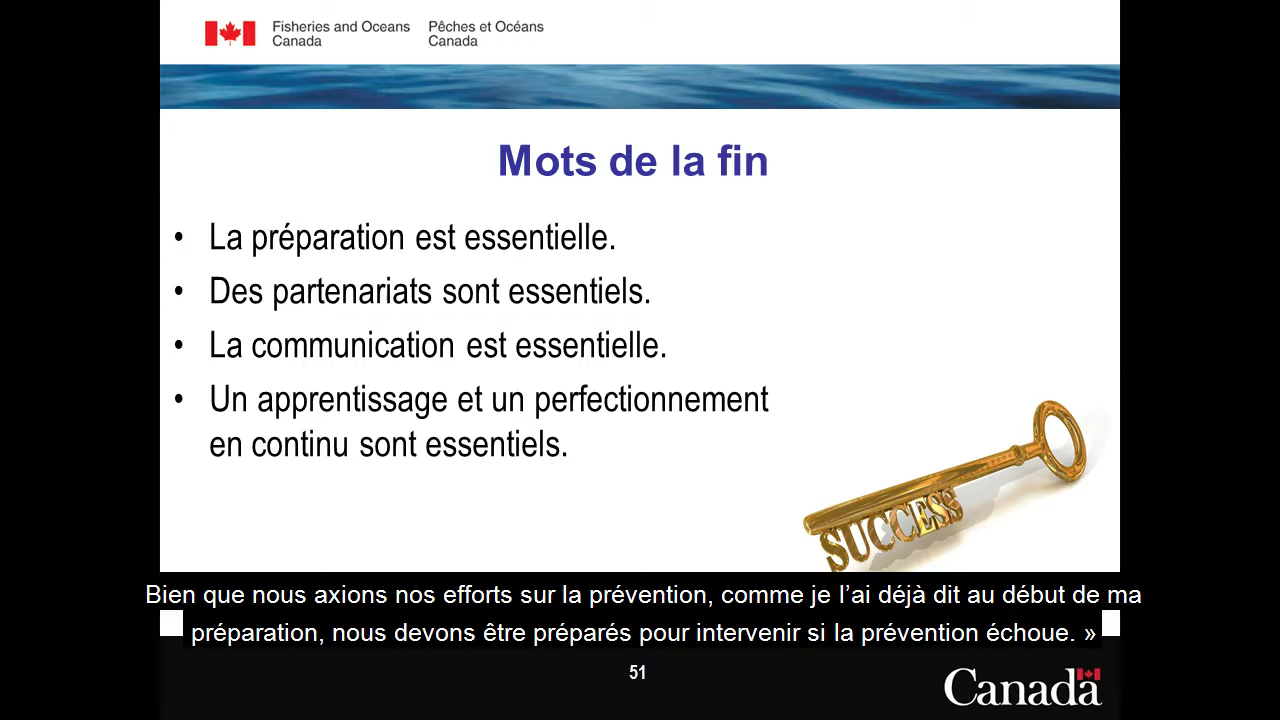 Fisheries and Oceans Pêches et Océans
Canada Canada
Mots de la fin
• La préparation est essentielle.
• Des partenariats sont essentiels.
• La communication est essentielle.
• Un apprentissage et un perfectionnement
en continu sont essentiels.
SUCCESS
Bien que nous axions nos efforts sur la prévention, comme je l’ai déjà dit au début de ma
préparation, nous devons être préparés pour intervenir si la prévention échoue. »
51
Canada